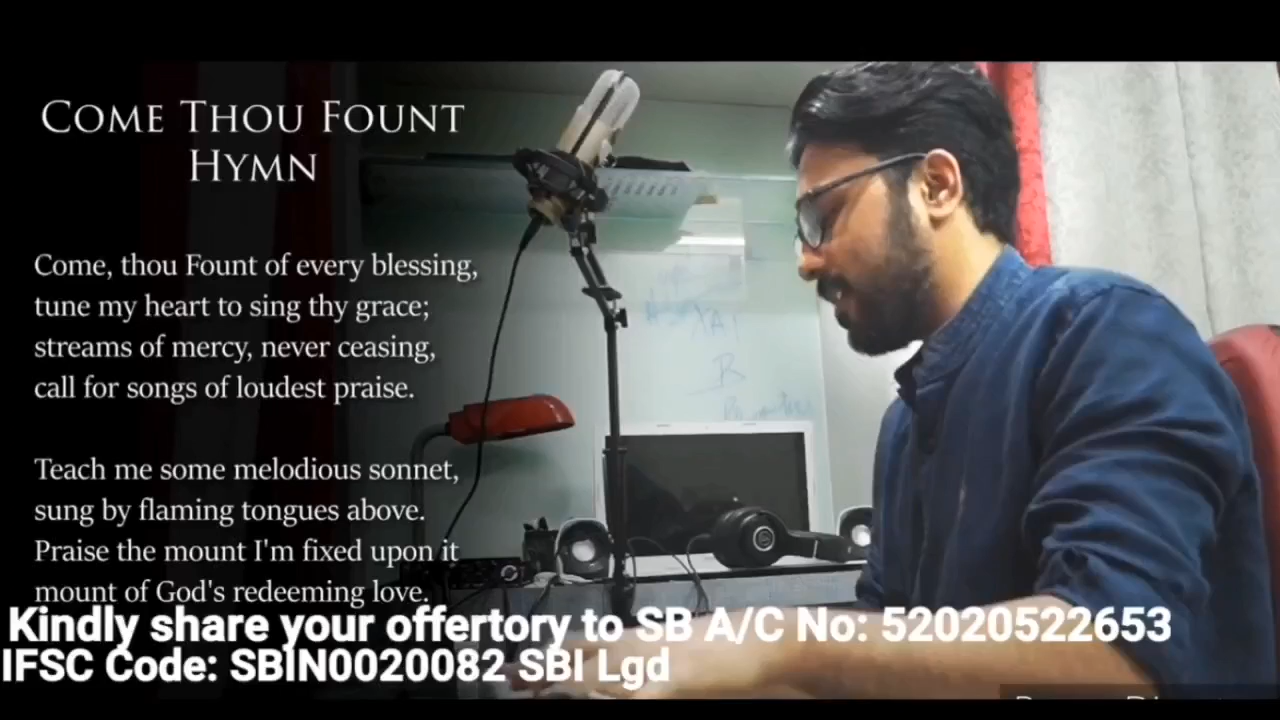 COME THOU FOUNT
HYMN
Come, thou Fount of every blessing,
tune my heart to sing thy grace;
streams of mercy, never ceasing,
call for songs of loudest praise.
Teach me some melodious sonnet,
sung by flaming tongues above.
Praise the mount I'm fixed upon it
mount of God's redeeming love.
Kindly share your offertory to SB A/C No: 52020522653
IFSC Code: SBIN0020082 SBI Lgd
B